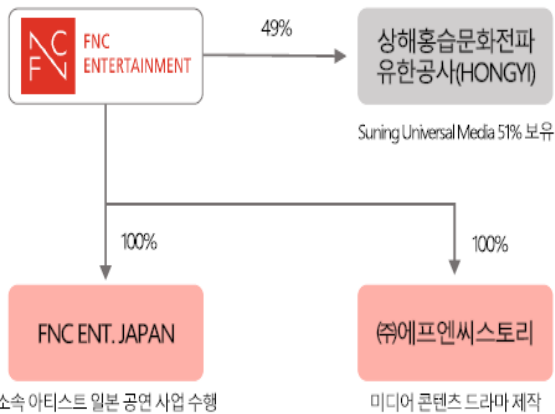 FNC
ENTERTAINMENT
49%
상해홍습문화전파
유한공사(HONGYI)
Suning Universal Media 51% 보유
100%
100%
FNC ENT. JAPAN
㈜에프엔씨스토리
소속 아티스트 일본 공연 사업 수행
미디어 콘텐츠 드라마 제작